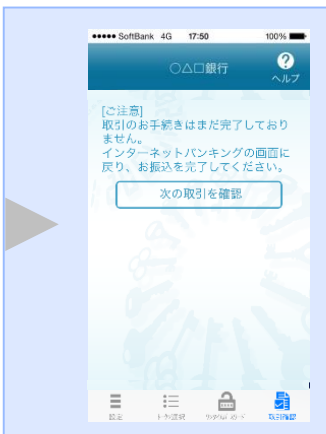 ●●●●● SoftBank 4G 17:50 100%
○△□銀行
?
ヘルプ
[ご注意]
取引のお手続きはまだ完了しており
ません。
インターネットバンキングの画面に
戻り、お振込を完了してください。
次の取引を確認
設定
取引確認